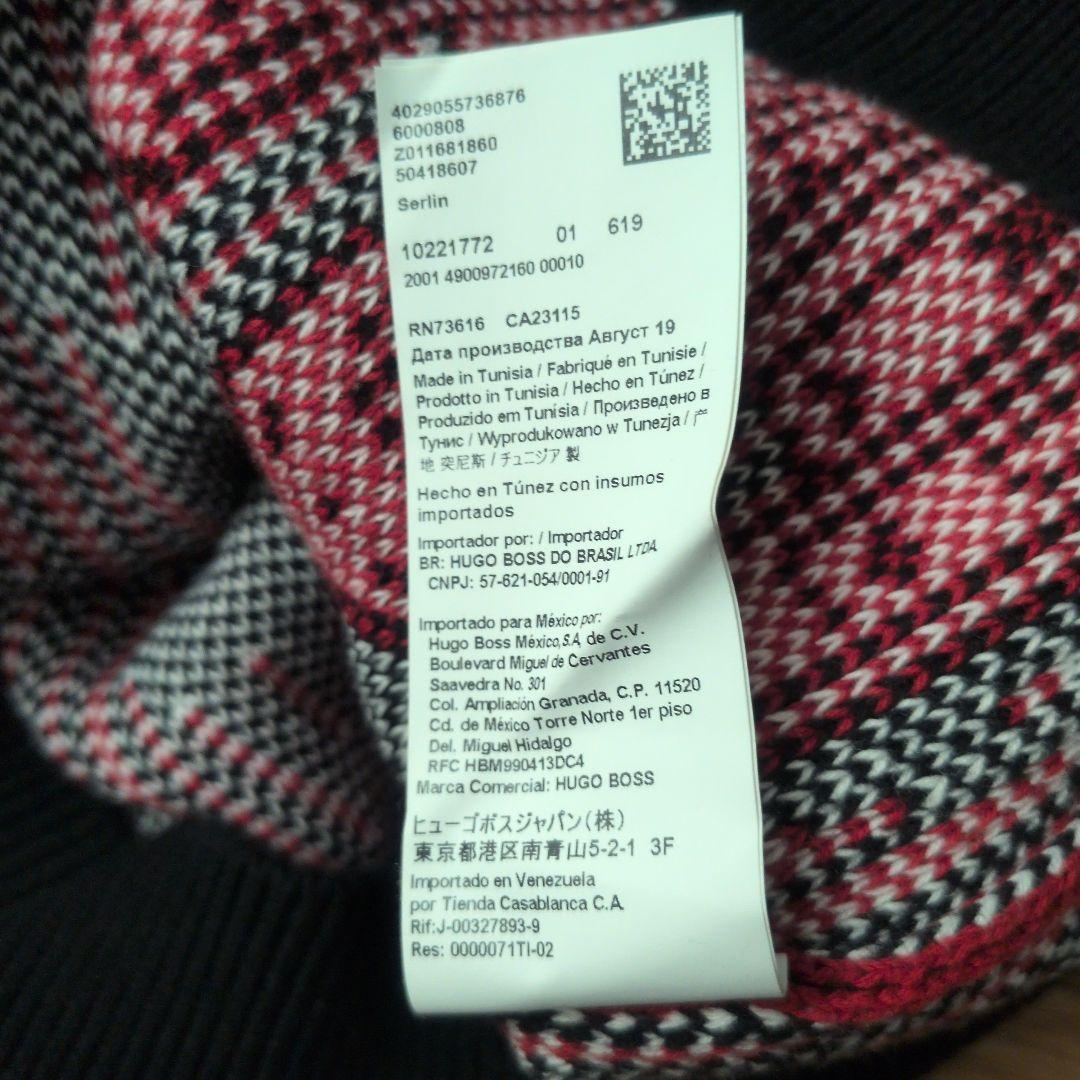 4029055736876
6000808
Z011681860
50418607
Serlin
10221772 01 619
2001 4900972160 00010
RN73616 CA23115
Дата производства Август 19
Made in Tunisia / Fabriqué en Tunisie /
Prodotto in Tunisia / Hecho en Túnez /
Produzido em Tunísia / Произведено в
Тунис / Wyprodukowano w Tunezja / 产
地 突尼斯 / チュニジア 製
Hecho en Túnez con insumos
importados
Importador por: / Importador
BR: HUGO BOSS DO BRASIL LTDA
CNPJ: 57-621-054/0001-91
Importado para México por:
Hugo Boss México,S.A, de C.V.
Boulevard Miguel de Cervantes
Saavedra No. 301
Col. Ampliación Granada, C.P. 11520
Cd. de México Torre Norte 1er piso
Del. Miguel Hidalgo
RFC HBM990413DC4
Marca Comercial: HUGO BOSS
ヒューゴボスジャパン(株)
東京都港区南青山5-2-1 3F
Importado en Venezuela
por Tienda Casablanca C.A.
Rif:J-00327893-9
Res: 0000071TI-02